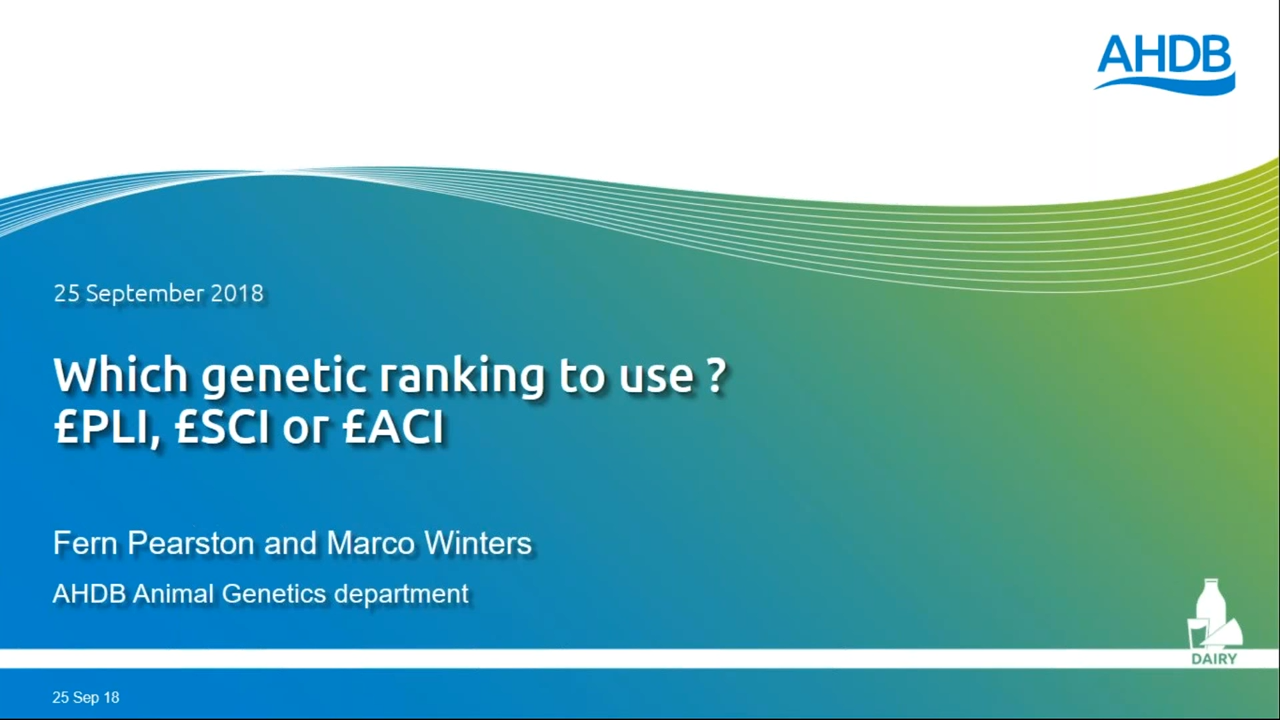 AHDB
25 September 2018
Which genetic ranking to use ?
£PLI, £SCI or £ACI
Fern Pearston and Marco Winters
AHDB Animal Genetics department
DAIRY
25 Sep 18